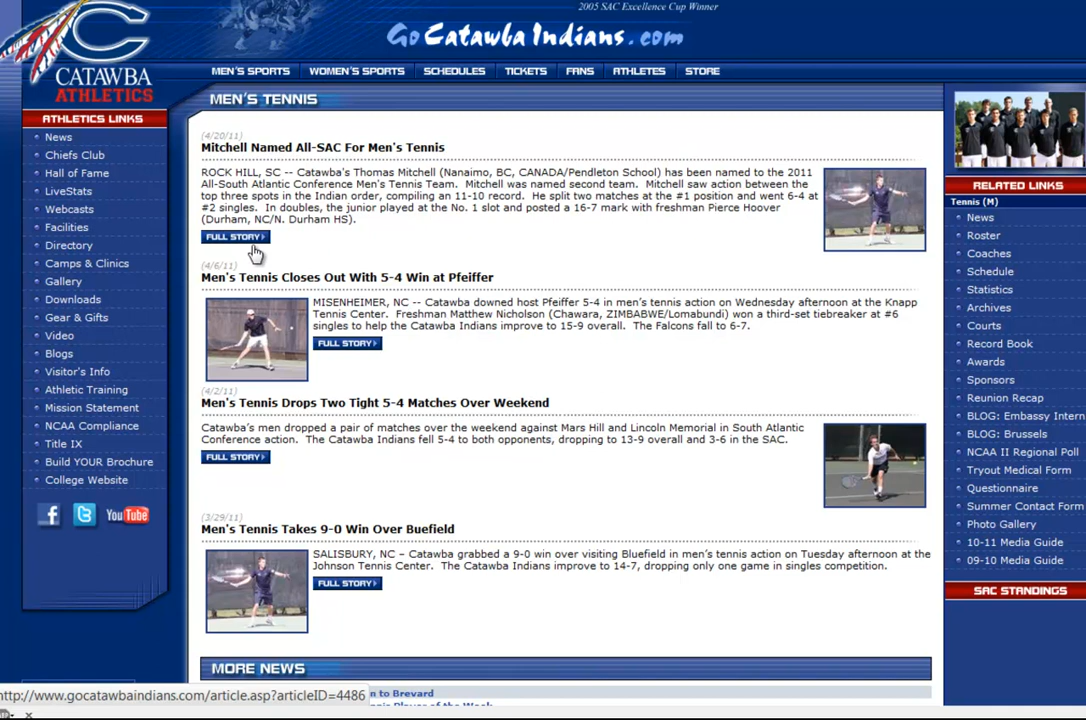 2005 SAC Excellence Cup Winner
GoCatawbaIndians.com
C
CATAWBA
ATHLETICS
MEN'S SPORTS
WOMEN'S SPORTS
SCHEDULES
TICKETS
FANS
ATHLETES
STORE
ATHLETICS LINKS
News
Chiefs Club
Hall of Fame
LiveStats
Webcasts
Facilities
Directory
Camps & Clinics
Gallery
Downloads
Gear & Gifts
Video
Blogs
Visitor's Info
Athletic Training
Mission Statement
NCAA Compliance
Title IX
Build YOUR Brochure
College Website
f
t
YouTube
MEN'S TENNIS
(4/20/11)
Mitchell Named All-SAC For Men's Tennis
ROCK HILL, SC -- Catawba's Thomas Mitchell (Nanaimo, BC, CANADA/Pendleton School) has been named to the 2011
All-South Atlantic Conference Men's Tennis Team.  Mitchell was named second team.  Mitchell saw action between the
top three spots in the Indian order, compiling an 11-10 record.  He split two matches at the #1 position and went 6-4 at
#2 singles.  In doubles, the junior played at the No. 1 slot and posted a 16-7 mark with freshman Pierce Hoover
(Durham, NC/N. Durham HS).
FULL STORY
(4/6/11)
Men's Tennis Closes Out With 5-4 Win at Pfeiffer
MISENHEIMER, NC -- Catawba downed host Pfeiffer 5-4 in men's tennis action on Wednesday afternoon at the Knapp
Tennis Center.  Freshman Matthew Nicholson (Chawara, ZIMBABWE/Lomabundi) won a third-set tiebreaker at #6
singles to help the Catawba Indians improve to 15-9 overall.  The Falcons fall to 6-7.
FULL STORY
(4/2/11)
Men's Tennis Drops Two Tight 5-4 Matches Over Weekend
Catawba's men dropped a pair of matches over the weekend against Mars Hill and Lincoln Memorial in South Atlantic
Conference action.  The Catawba Indians fell 5-4 to both opponents, dropping to 13-9 overall and 3-6 in the SAC.
FULL STORY
(3/29/11)
Men's Tennis Takes 9-0 Win Over Buefield
SALISBURY, NC – Catawba grabbed a 9-0 win over visiting Bluefield in men's tennis action on Tuesday afternoon at the
Johnson Tennis Center.  The Catawba Indians improve to 14-7, dropping only one game in singles competition.
FULL STORY
MORE NEWS
n to Brevard
nnis Player of the Week
RELATED LINKS
Tennis (M)
News
Roster
Coaches
Schedule
Statistics
Archives
Courts
Record Book
Awards
Sponsors
Reunion Recap
BLOG: Embassy Intern
BLOG: Brussels
NCAA II Regional Poll
Tryout Medical Form
Questionnaire
Summer Contact Form
Photo Gallery
10-11 Media Guide
09-10 Media Guide
SAC STANDINGS
http://www.gocatawbaindians.com/article.asp?articleID=4486